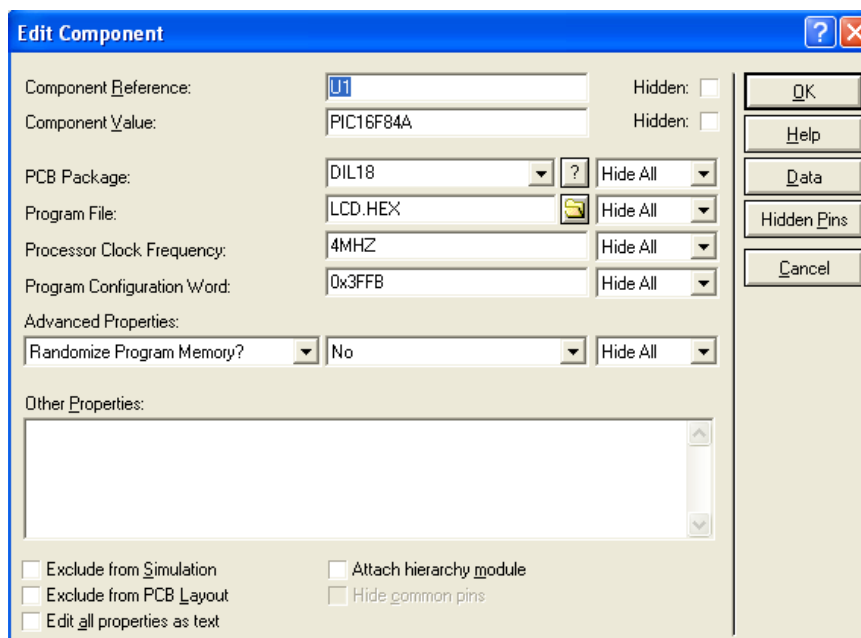 Edit Component
Component Reference: U1 Hidden: OK
Component Value: PIC16F84A Hidden: Help
PCB Package: DIL18 ? Hide All Data
Program File: LCD.HEX Hide All Hidden Pins
Processor Clock Frequency: 4MHZ Hide All
Program Configuration Word: 0x3FFB Hide All Cancel
Advanced Properties:
Randomize Program Memory? No Hide All
Other Properties:
Exclude from Simulation Attach hierarchy module
Exclude from PCB Layout Hide common pins
Edit all properties as text